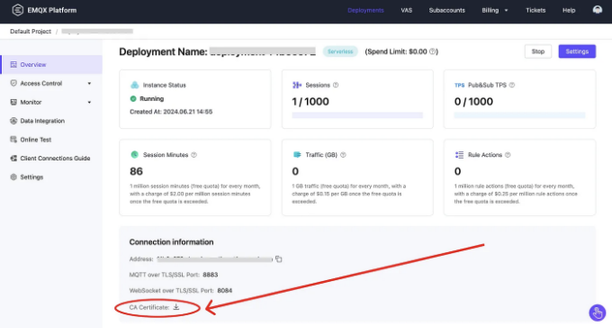 EMQX Platform
Deployments VAS Subaccounts Billing Tickets Help
Default Project /
Deployment Name: Serverless (Spend Limit: $0.00)
Stop Settings
Overview
Access Control
Monitor
Data Integration
Online Test
Client Connections Guide
Settings
Instance Status
Running
Created At: 2024.06.21 14:55
Sessions
1 / 1000
TPS Pub&Sub TPS
0 / 1000
Session Minutes
86
1 million session minutes (free quota) for every month,
with a charge of $2.00 per million session minutes
once the free quota is exceeded.
Traffic (GB)
0
1 GB traffic (free quota) for every month, with a
charge of $0.15 per GB once the free quota is
exceeded.
Rule Actions
0
1 million rule actions (free quota) for every month,
with a charge of $0.25 per million rule actions once
the free quota is exceeded.
Connection information
Address:
MQTT over TLS/SSL Port: 8883
WebSocket over TLS/SSL Port: 8084
CA Certificate: